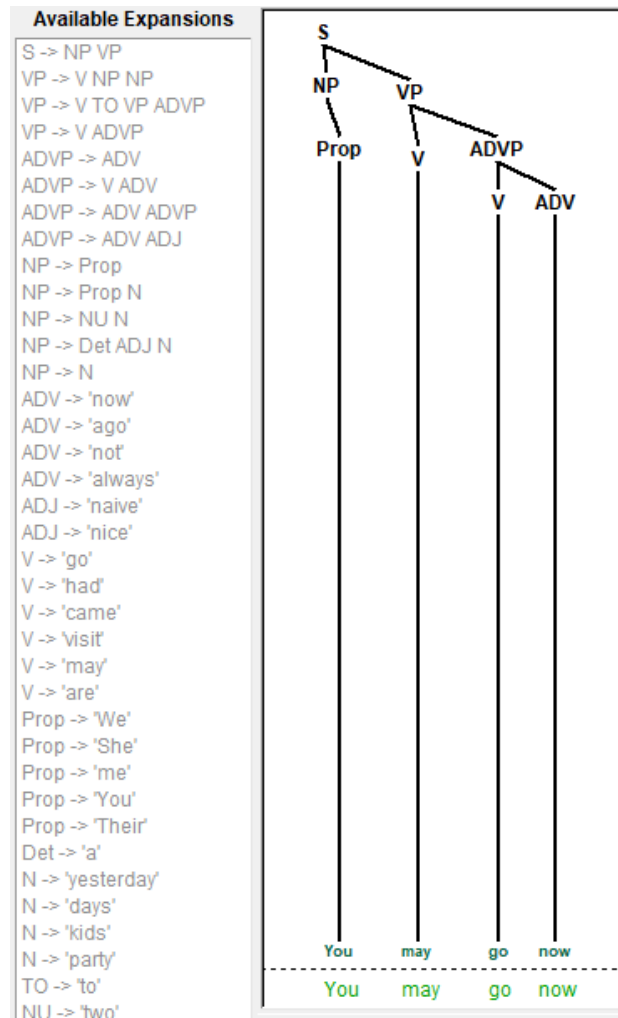 Available Expansions
S -> NP VP
VP -> V NP NP
VP -> V TO VP ADVP
VP -> V ADVP
ADVP -> ADV
ADVP -> V ADV
ADVP -> ADV ADVP
ADVP -> ADV ADJ
NP -> Prop
NP -> Prop N
NP -> NU N
NP -> Det ADJ N
NP -> N
ADV -> 'now'
ADV -> 'ago'
ADV -> 'not'
ADV -> 'always'
ADJ -> 'naive'
ADJ -> 'nice'
V -> 'go'
V -> 'had'
V -> 'came'
V -> 'visit'
V -> 'may'
V -> 'are'
Prop -> 'We'
Prop -> 'She'
Prop -> 'me'
Prop -> 'You'
Prop -> 'Their'
Det -> 'a'
N -> 'yesterday'
N -> 'days'
N -> 'kids'
N -> 'party'
TO -> 'to'
NU -> 'two'
S
NP VP
Prop V ADVP
V ADV
You may go now
You may go now